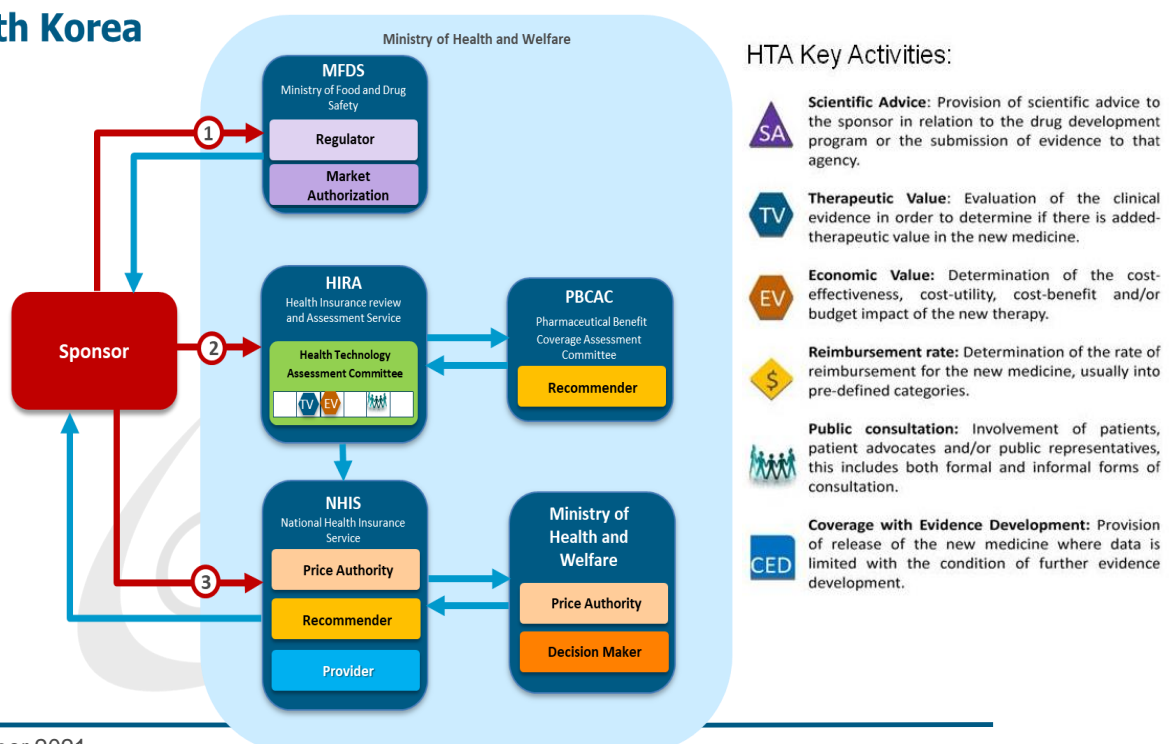 th Korea
Ministry of Health and Welfare
MFDS
Ministry of Food and Drug
Safety
Regulator
Market
Authorization
1
HIRA
Health Insurance review
and Assessment Service
Health Technology
Assessment Committee
TV EV
PBCAC
Pharmaceutical Benefit
Coverage Assessment
Committee
Recommender
Sponsor
2
NHIS
National Health Insurance
Service
Price Authority
Recommender
Provider
3
Ministry of
Health and
Welfare
Price Authority
Decision Maker
HTA Key Activities:
SA
Scientific Advice: Provision of scientific advice to
the sponsor in relation to the drug development
program or the submission of evidence to that
agency.
TV
Therapeutic Value: Evaluation of the clinical
evidence in order to determine if there is added-
therapeutic value in the new medicine.
EV
Economic Value: Determination of the cost-
effectiveness, cost-utility, cost-benefit and/or
budget impact of the new therapy.
$
Reimbursement rate: Determination of the rate of
reimbursement for the new medicine, usually into
pre-defined categories.
Public consultation: Involvement of patients,
patient advocates and/or public representatives,
this includes both formal and informal forms of
consultation.
CED
Coverage with Evidence Development: Provision
of release of the new medicine where data is
limited with the condition of further evidence
development.